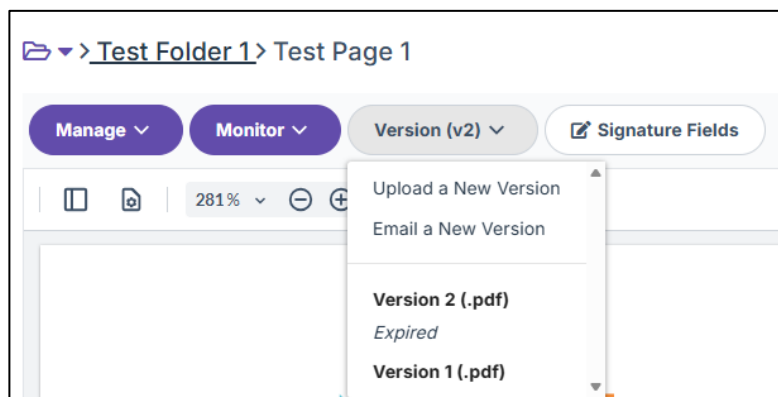 > Test Folder 1 > Test Page 1
Manage Monitor Version (v2) Signature Fields
281%
Upload a New Version
Email a New Version
Version 2 (.pdf)
Expired
Version 1 (.pdf)